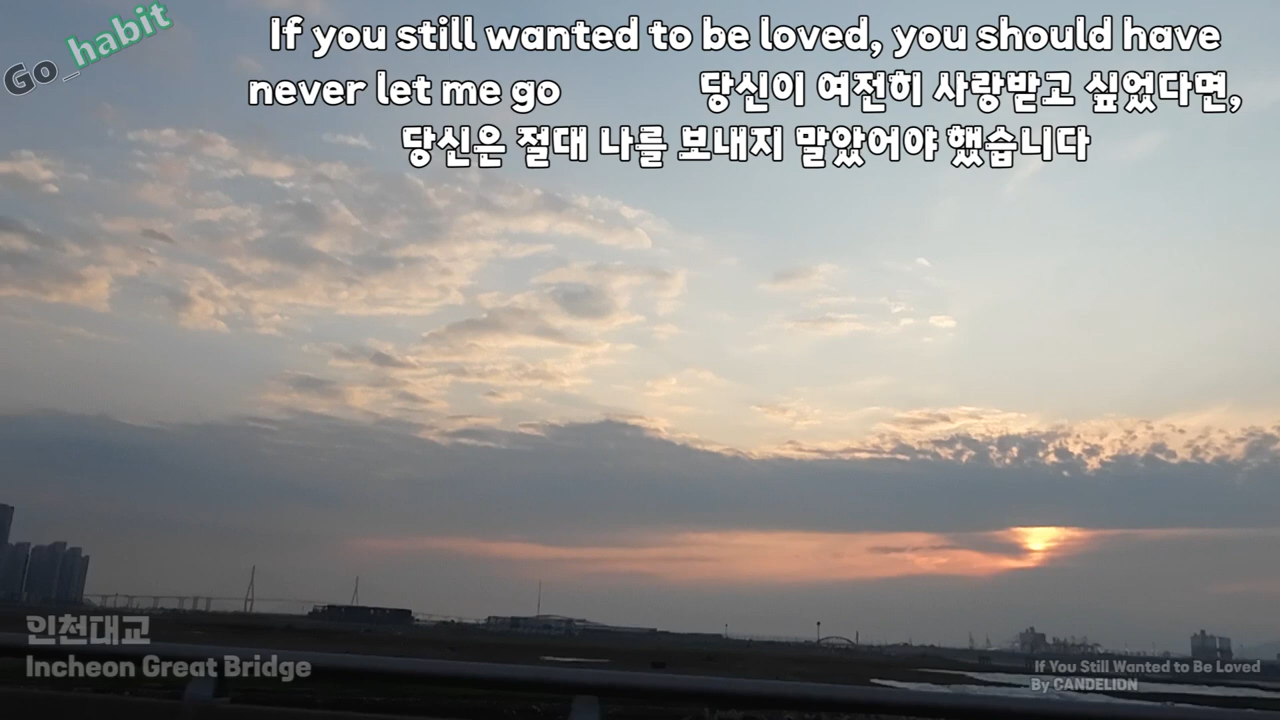 Go_habit
If you still wanted to be loved, you should have
never let me go 당신이 여전히 사랑받고 싶었다면,
당신은 절대 나를 보내지 말았어야 했습니다
인천대교
Incheon Great Bridge
If You Still Wanted to Be Loved
By CANDELION